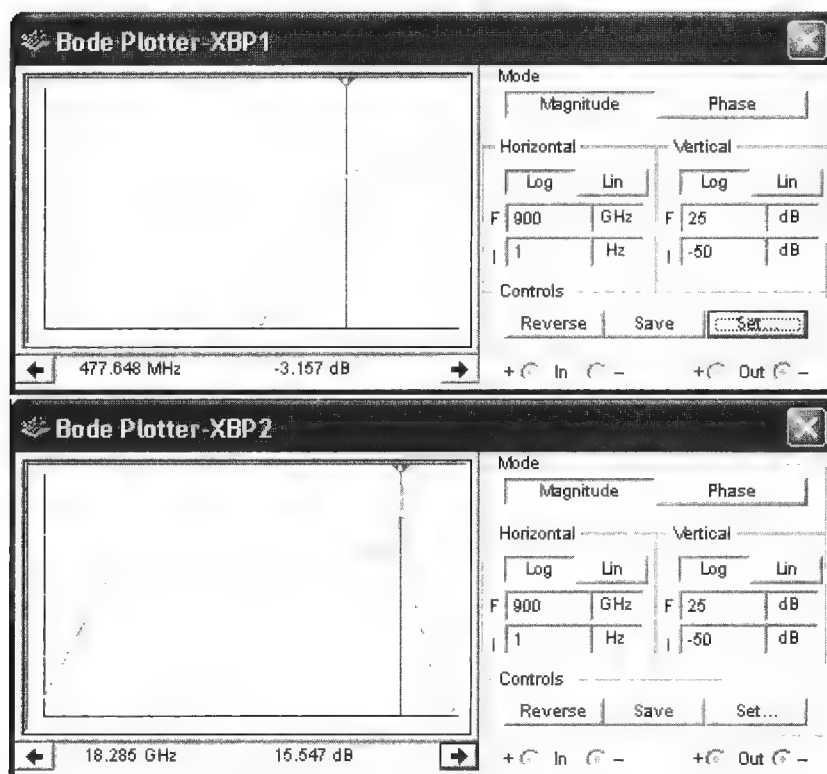 Bode Plotter-XBP1
Mode
Magnitude Phase
Horizontal Vertical
Log Lin Log Lin
F 900 GHz F 25 dB
I 1 Hz I -50 dB
Controls
Reverse Save Set...
477.648 MHz -3.157 dB
+ In - + Out -
Bode Plotter-XBP2
Mode
Magnitude Phase
Horizontal Vertical
Log Lin Log Lin
F 900 GHz F 25 dB
I 1 Hz I -50 dB
Controls
Reverse Save Set...
18.285 GHz 15.547 dB
+ In - + Out -